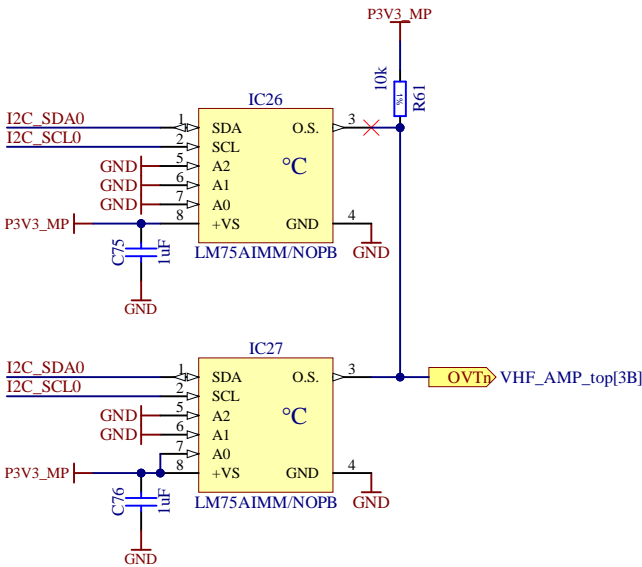 P3V3_MP
10k
1%
R61
IC26
I2C_SDA0 1 SDA O.S. 3
I2C_SCL0 2 SCL
GND 5 A2 °C
GND 6 A1
GND 7 A0
P3V3_MP 8 +VS GND 4
LM75AIMM/NOPB
GND
C75
1uF
GND
IC27
I2C_SDA0 1 SDA O.S. 3 OVTn VHF_AMP_top[3B]
I2C_SCL0 2 SCL
GND 5 A2 °C
GND 6 A1
7 A0
P3V3_MP 8 +VS GND 4
LM75AIMM/NOPB
GND
C76
1uF
GND